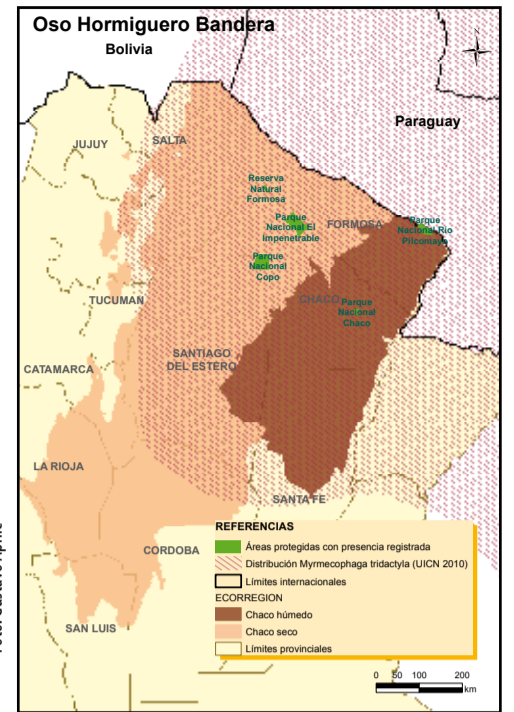 Oso Hormiguero Bandera
Bolivia
Paraguay
JUJUY
SALTA
Reserva
Natural
Formosa
Parque
Nacional El
Impenetrable
FORMOSA
Parque
Nacional Río
Pilcomayo
Parque
Nacional
Copo
TUCUMAN
CHACO
Parque
Nacional
Chaco
SANTIAGO
DEL ESTERO
CATAMARCA
LA RIOJA
SANTA FE
CORDOBA
SAN LUIS
REFERENCIAS
Áreas protegidas con presencia registrada
Distribución Myrmecophaga tridactyla (UICN 2010)
Límites internacionales
ECORREGION
Chaco húmedo
Chaco seco
Límites provinciales
0 50 100 200
km